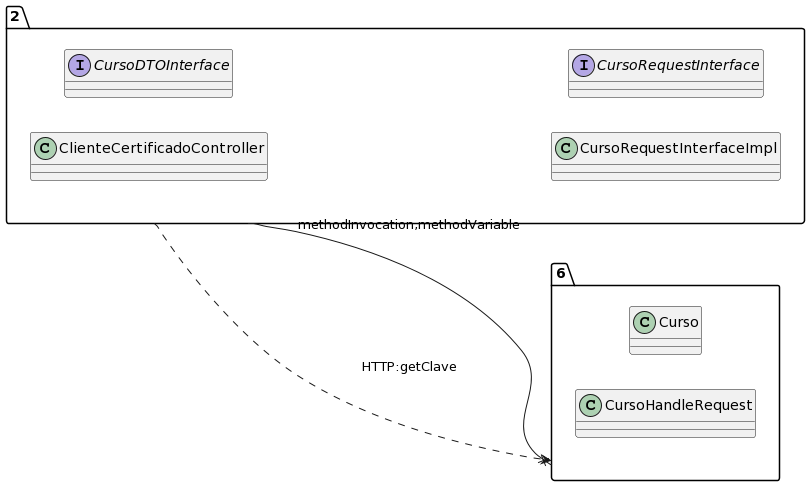 2
I CursoDTOInterface
I CursoRequestInterface
C ClienteCertificadoController
C CursoRequestInterfaceImpl
methodInvocation,methodVariable
6
C Curso
HTTP:getClave
C CursoHandleRequest